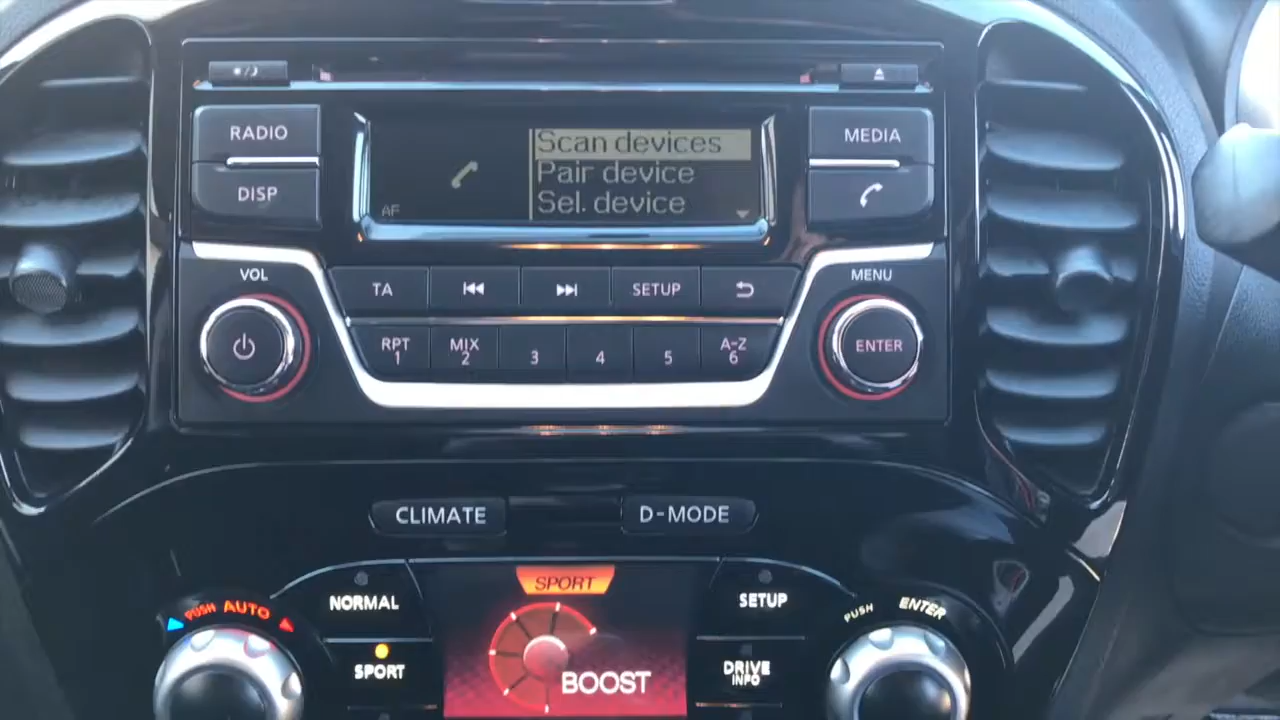 RADIO
MEDIA
DISP
Scan devices
Pair device
Sel. device
AF
VOL
MENU
TA
SETUP
ENTER
RPT
1
MIX
2
3
4
5
A-Z
6
CLIMATE
D-MODE
SPORT
PUSH AUTO
NORMAL
SETUP
PUSH ENTER
SPORT
BOOST
DRIVE
INFO